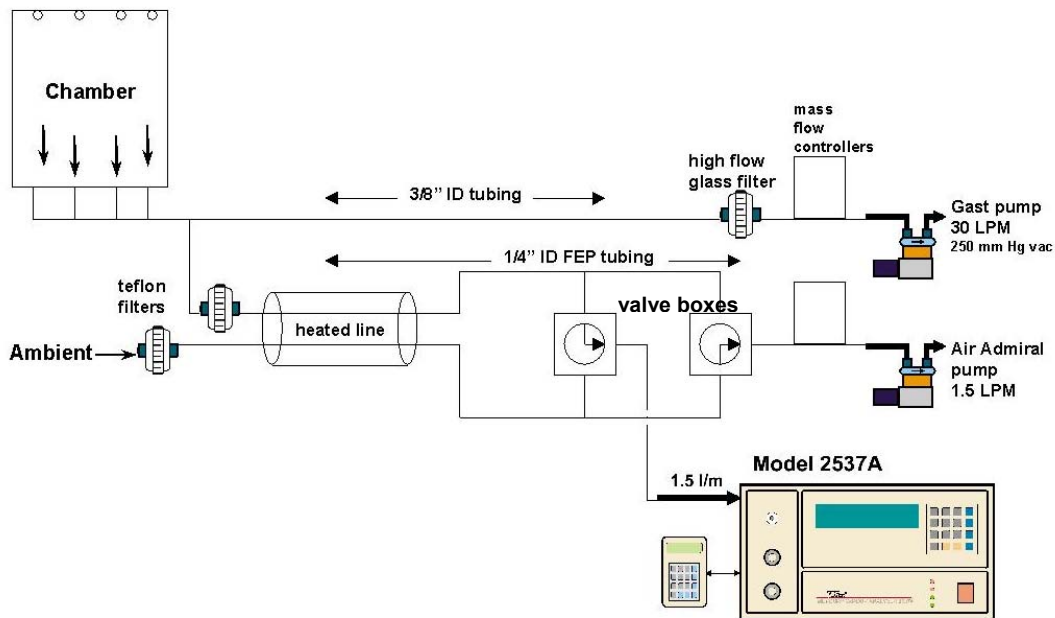 Chamber
mass
flow
controllers
high flow
glass filter
3/8” ID tubing
Gast pump
30 LPM
250 mm Hg vac
1/4” ID FEP tubing
teflon
filters
valve boxes
heated line
Ambient
Air Admiral
pump
1.5 LPM
Model 2537A
1.5 l/m